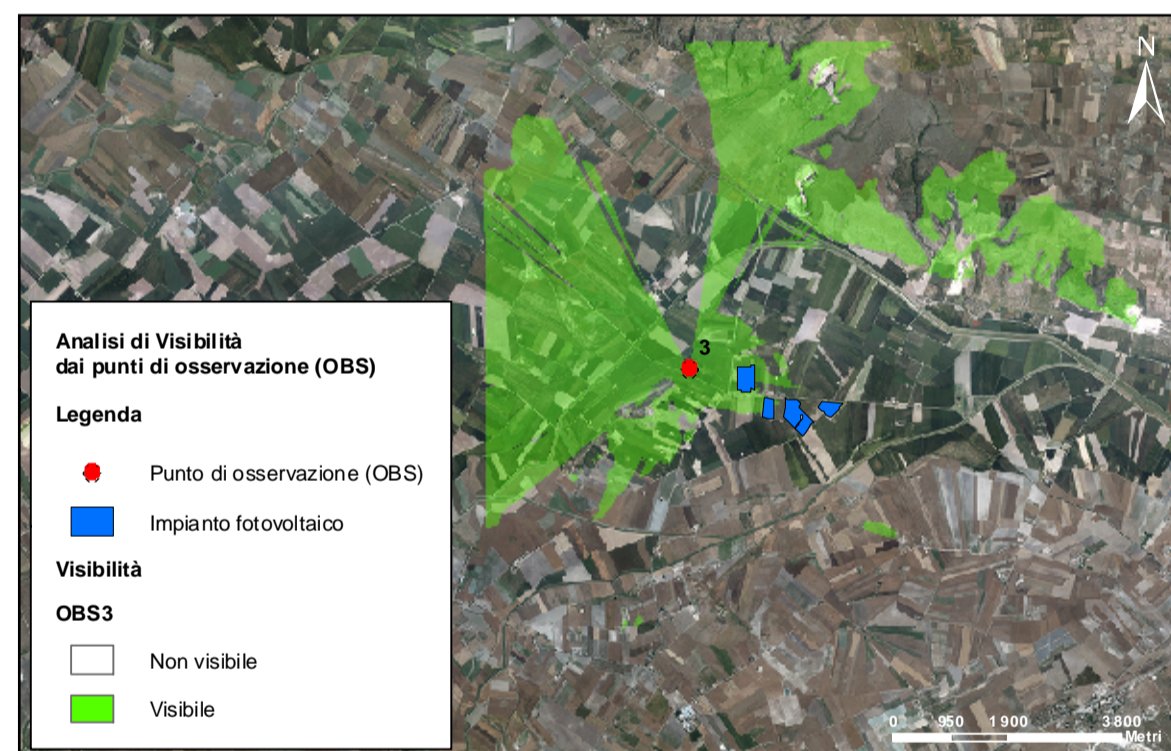 N
3
Analisi di Visibilità
dai punti di osservazione (OBS)
Legenda
Punto di osservazione (OBS)
Impianto fotovoltaico
Visibilità
OBS3
Non visibile
Visibile
0 950 1 900 3 800
Metri